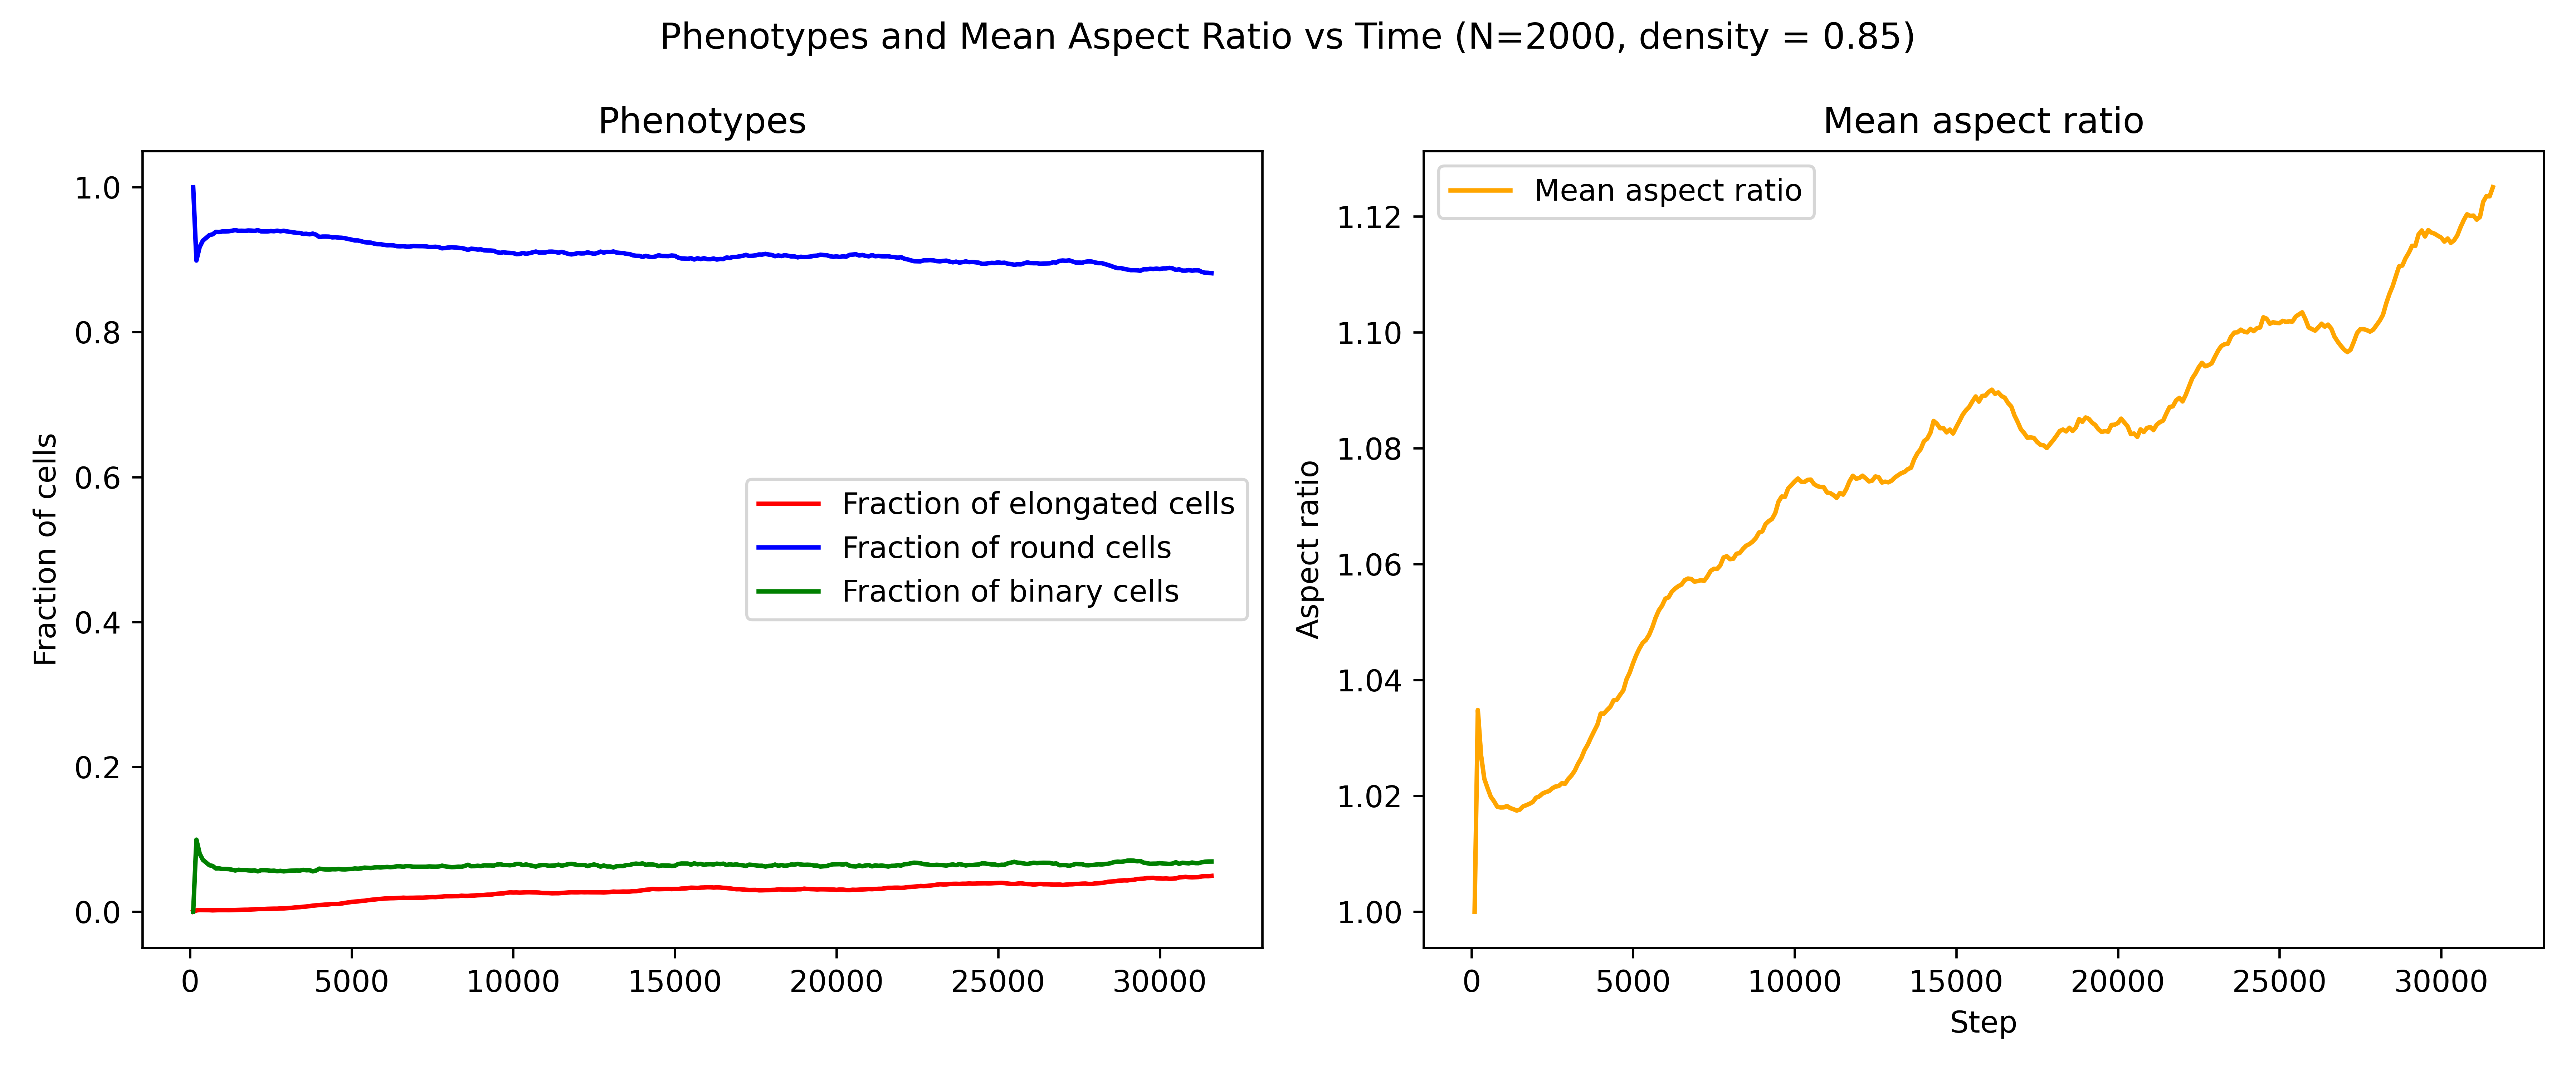 Phenotypes and Mean Aspect Ratio vs Time (N=2000, density = 0.85)
Phenotypes
Fraction of cells
1.0
0.8
0.6
0.4
0.2
0.0
Fraction of elongated cells
Fraction of round cells
Fraction of binary cells
0 5000 10000 15000 20000 25000 30000
Mean aspect ratio
Aspect ratio
1.12
1.10
1.08
1.06
1.04
1.02
1.00
Mean aspect ratio
0 5000 10000 15000 20000 25000 30000
Step